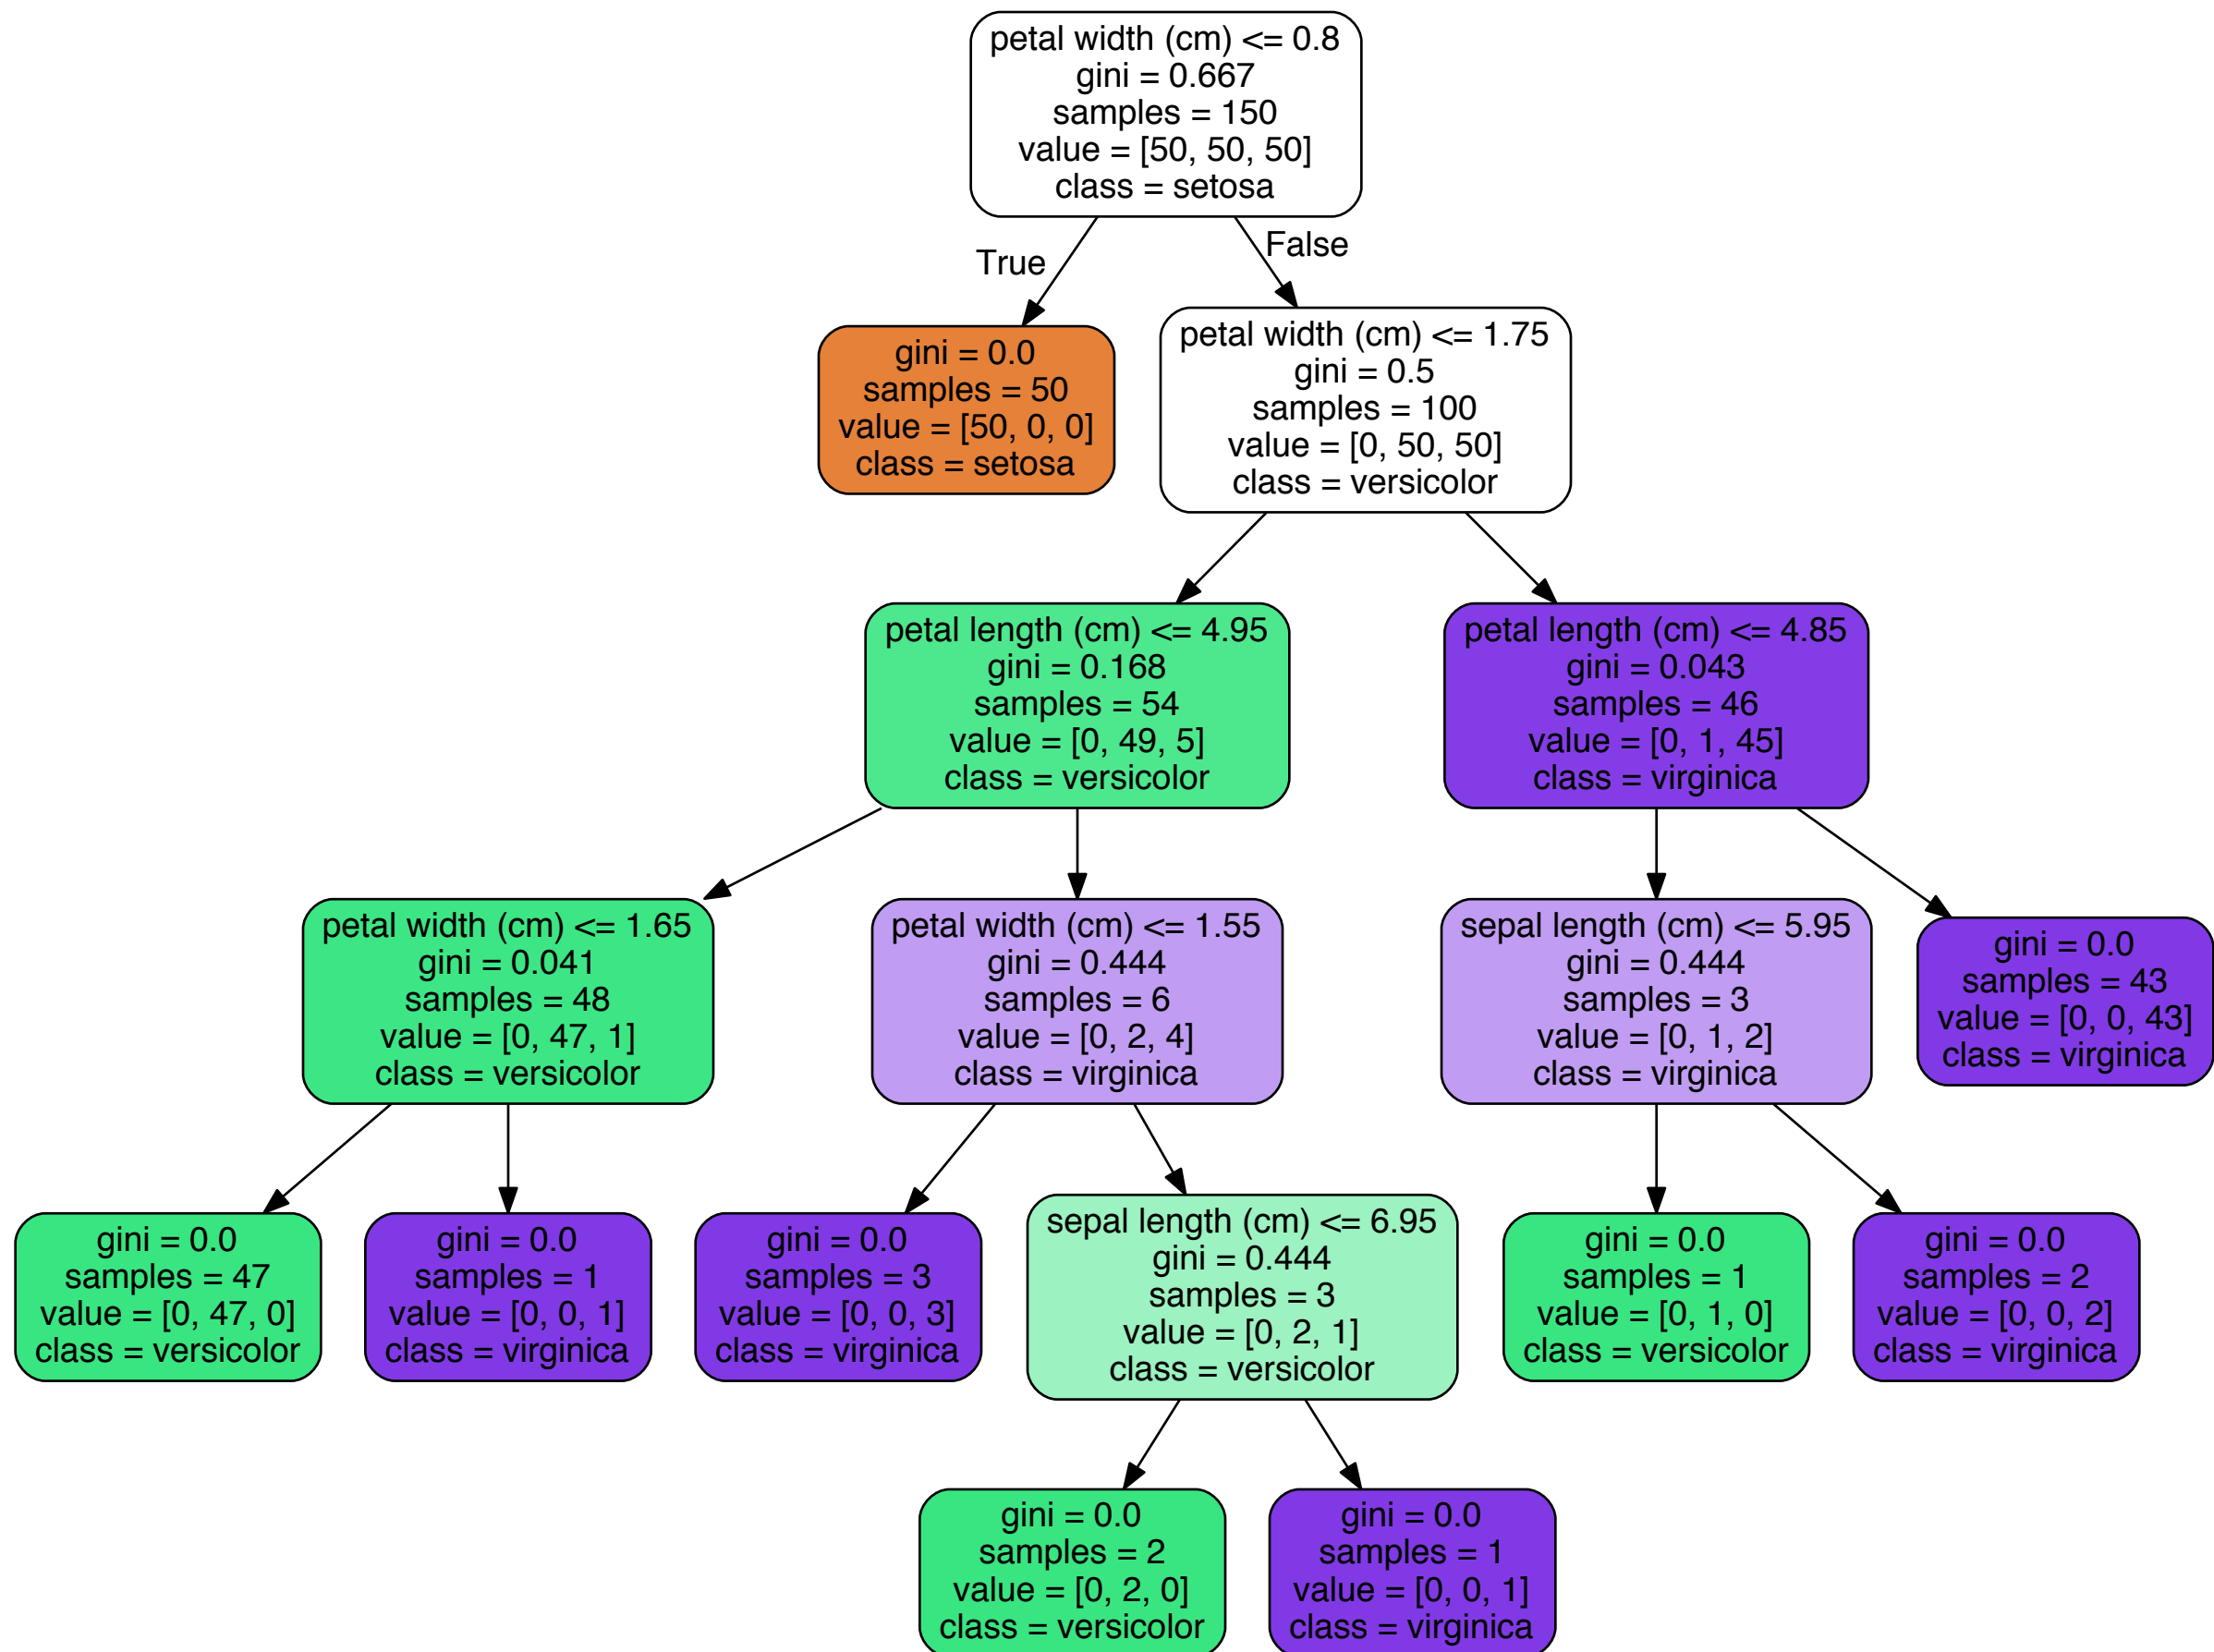 petal width (cm) <= 0.8
gini = 0.667
samples = 150
value = [50, 50, 50]
class = setosa
True
False
gini = 0.0
samples = 50
value = [50, 0, 0]
class = setosa
petal width (cm) <= 1.75
gini = 0.5
samples = 100
value = [0, 50, 50]
class = versicolor
petal length (cm) <= 4.95
gini = 0.168
samples = 54
value = [0, 49, 5]
class = versicolor
petal length (cm) <= 4.85
gini = 0.043
samples = 46
value = [0, 1, 45]
class = virginica
petal width (cm) <= 1.65
gini = 0.041
samples = 48
value = [0, 47, 1]
class = versicolor
petal width (cm) <= 1.55
gini = 0.444
samples = 6
value = [0, 2, 4]
class = virginica
sepal length (cm) <= 5.95
gini = 0.444
samples = 3
value = [0, 1, 2]
class = virginica
gini = 0.0
samples = 43
value = [0, 0, 43]
class = virginica
gini = 0.0
samples = 47
value = [0, 47, 0]
class = versicolor
gini = 0.0
samples = 1
value = [0, 0, 1]
class = virginica
gini = 0.0
samples = 3
value = [0, 0, 3]
class = virginica
sepal length (cm) <= 6.95
gini = 0.444
samples = 3
value = [0, 2, 1]
class = versicolor
gini = 0.0
samples = 1
value = [0, 1, 0]
class = versicolor
gini = 0.0
samples = 2
value = [0, 0, 2]
class = virginica
gini = 0.0
samples = 2
value = [0, 2, 0]
class = versicolor
gini = 0.0
samples = 1
value = [0, 0, 1]
class = virginica